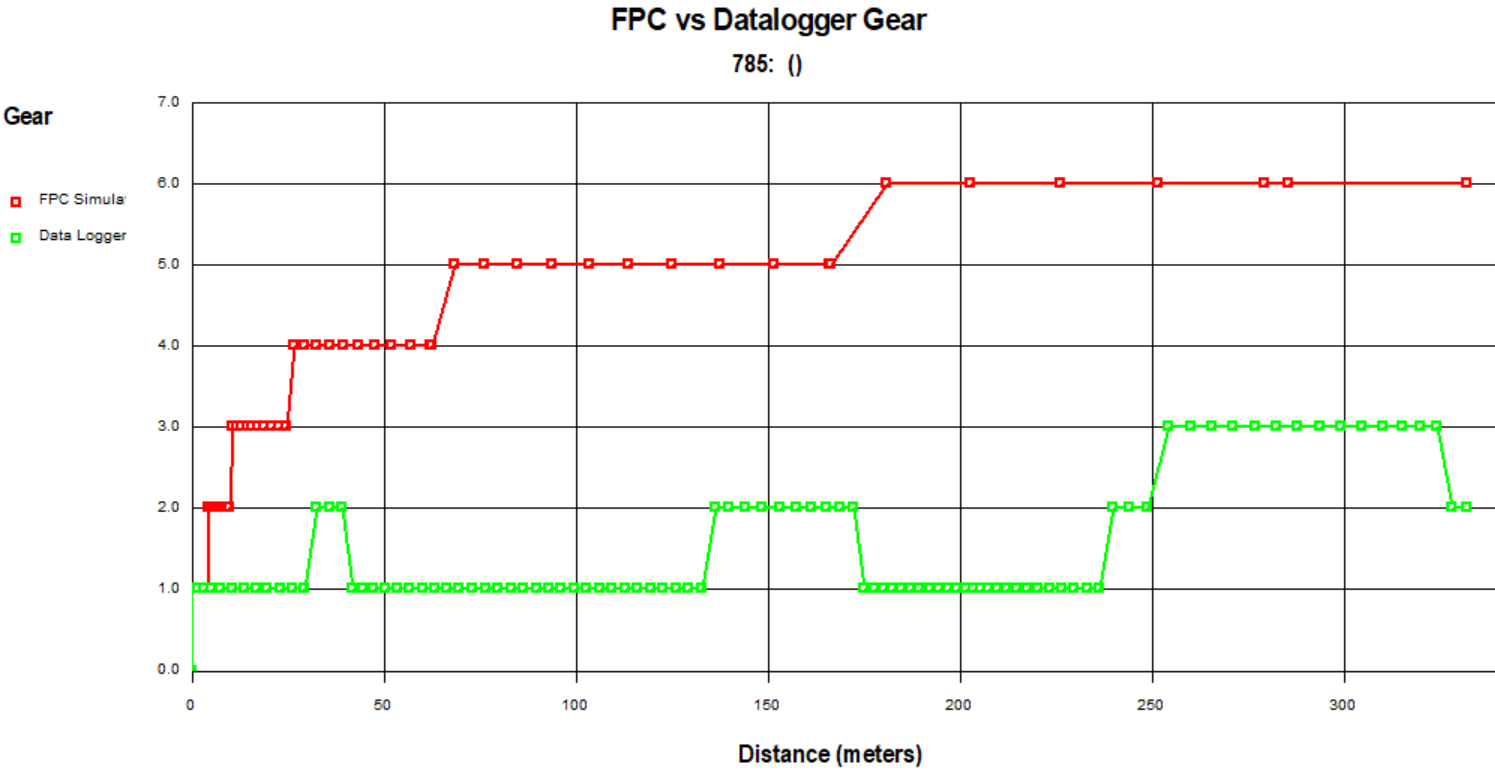 FPC vs Datalogger Gear
785: ()
Gear
FPC Simula
Data Logger
7.0
6.0
5.0
4.0
3.0
2.0
1.0
0.0
0 50 100 150 200 250 300
Distance (meters)